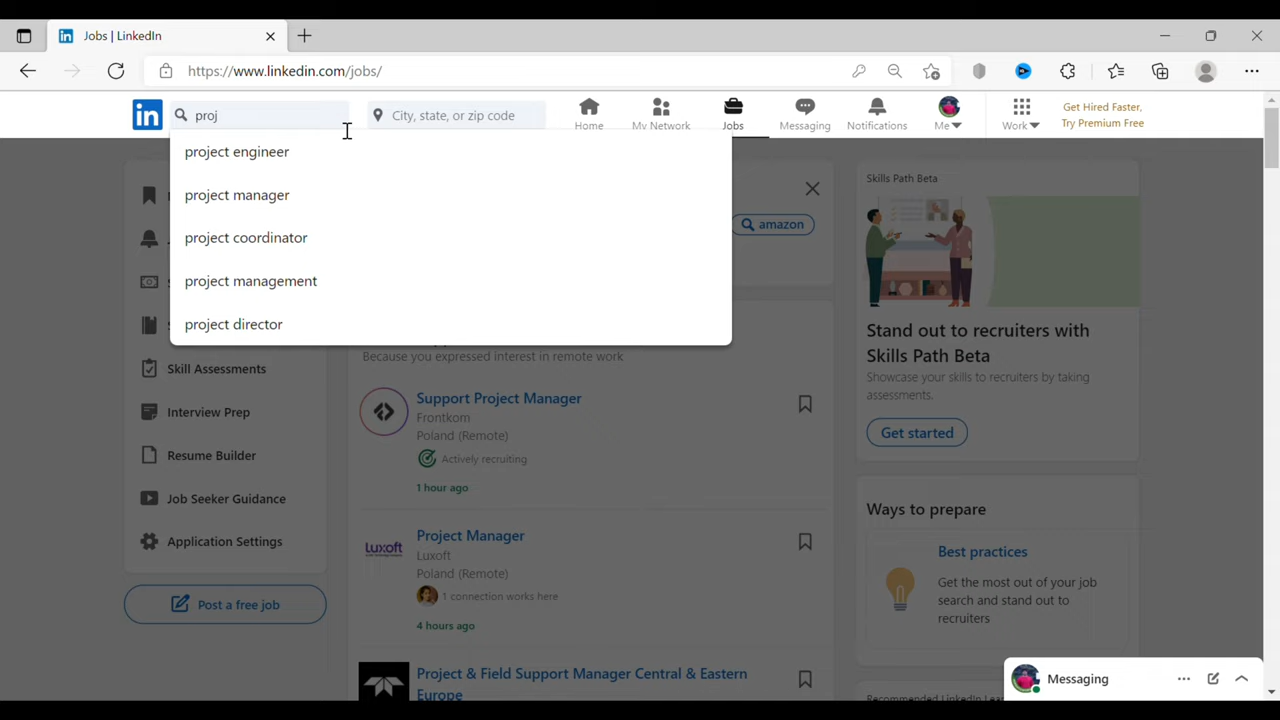 Jobs | LinkedIn
https://www.linkedin.com/jobs/
in
proj
City, state, or zip code
Home
My Network
Jobs
Messaging
Notifications
Me
Work
Get Hired Faster,
Try Premium Free
project engineer
project manager
project coordinator
project management
project director
Skill Assessments
Interview Prep
Resume Builder
Job Seeker Guidance
Application Settings
Post a free job
amazon
Because you expressed interest in remote work
Support Project Manager
Frontkom
Poland (Remote)
Actively recruiting
1 hour ago
LUXoft
Project Manager
Luxoft
Poland (Remote)
1 connection works here
4 hours ago
Project & Field Support Manager Central & Eastern
Europe
Skills Path Beta
Stand out to recruiters with
Skills Path Beta
Showcase your skills to recruiters by taking
assessments.
Get started
Ways to prepare
Best practices
Get the most out of your job
search and stand out to
recruiters
Messaging